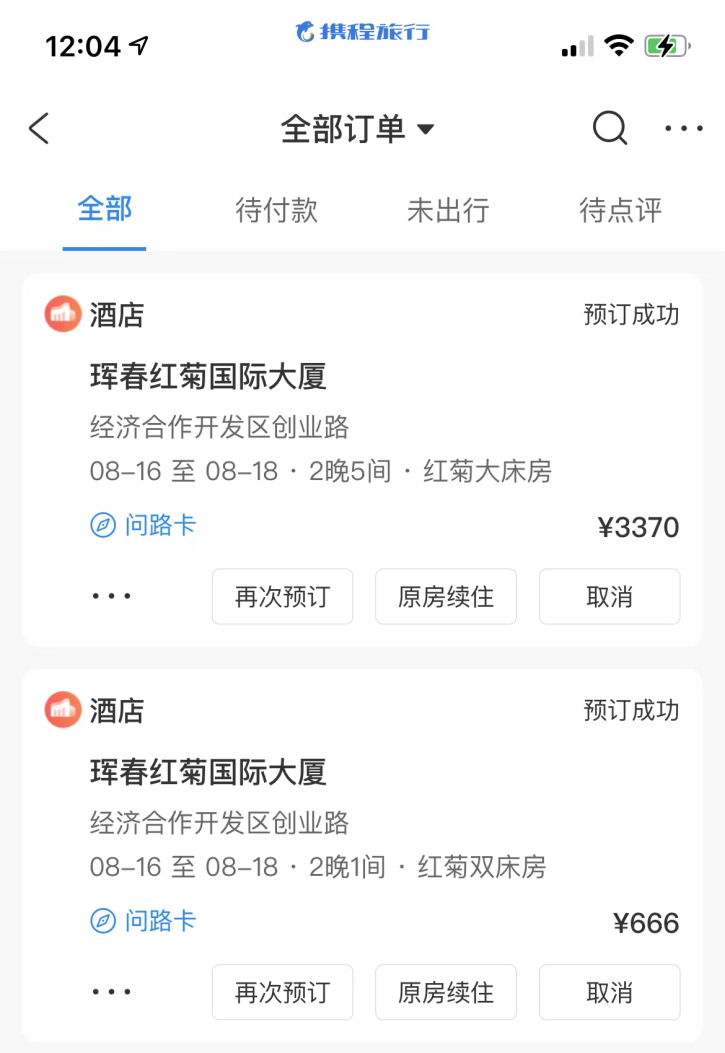 12:04
携程旅行
全部订单
全部 待付款 未出行 待点评
酒店 预订成功
珲春红菊国际大厦
经济合作开发区创业路
08-16 至 08-18 · 2晚5间 · 红菊大床房
问路卡 ¥3370
再次预订 原房续住 取消
酒店 预订成功
珲春红菊国际大厦
经济合作开发区创业路
08-16 至 08-18 · 2晚1间 · 红菊双床房
问路卡 ¥666
再次预订 原房续住 取消